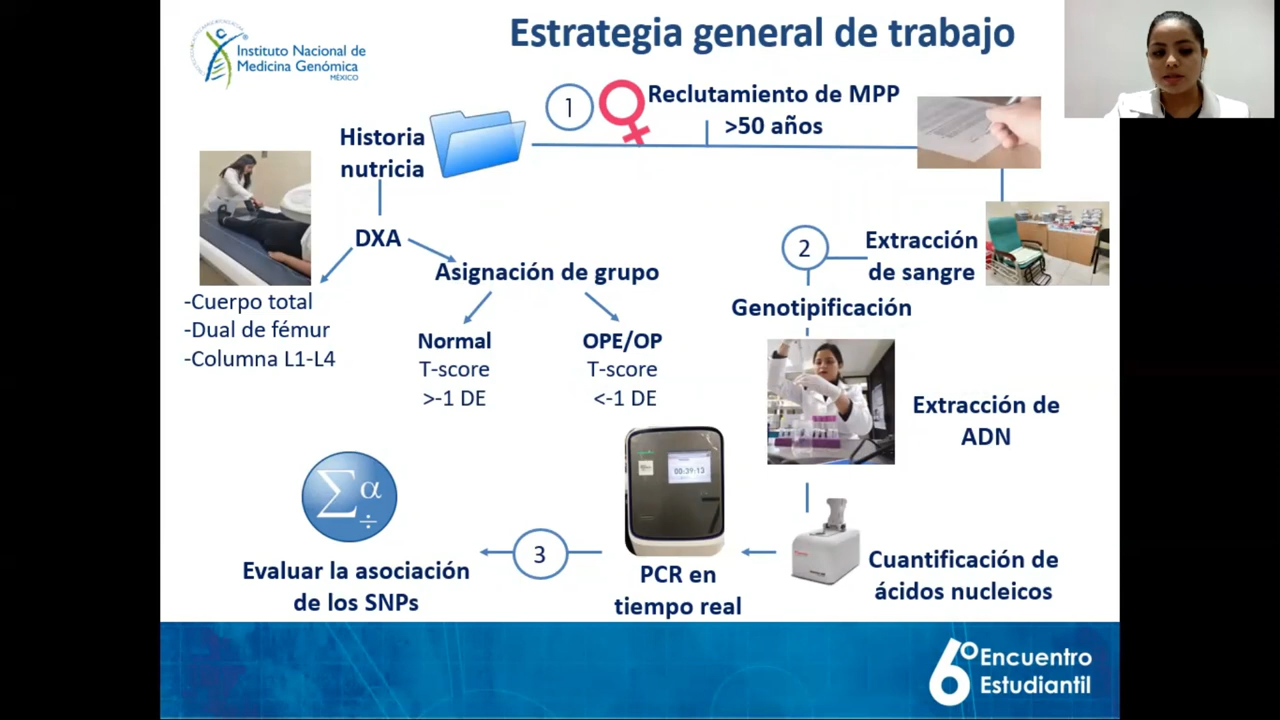 Instituto Nacional de
Medicina Genómica
MÉXICO
Estrategia general de trabajo
1
Reclutamiento de MPP
>50 años
Historia
nutricia
DXA
-Cuerpo total
-Dual de fémur
-Columna L1-L4
Asignación de grupo
Normal
T-score
>-1 DE
OPE/OP
T-score
<-1 DE
2
Extracción
de sangre
Genotipificación
Extracción de
ADN
Cuantificación de
ácidos nucleicos
00:39:13
PCR en
tiempo real
3
Σ α
÷
Evaluar la asociación
de los SNPs
6º Encuentro
Estudiantil